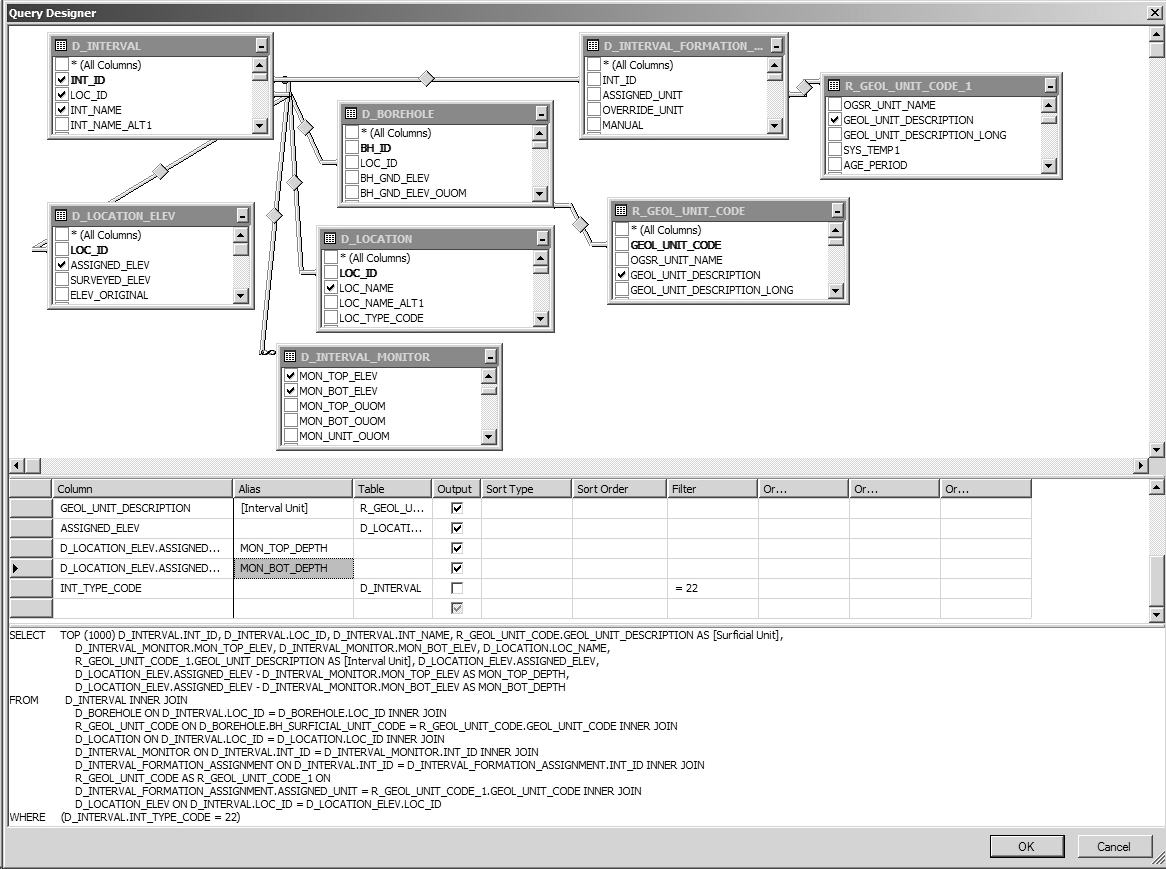 Query Designer
D_INTERVAL
* (All Columns)
INT_ID
LOC_ID
INT_NAME
INT_NAME_ALT1
D_INTERVAL_FORMATION_...
* (All Columns)
INT_ID
ASSIGNED_UNIT
OVERRIDE_UNIT
MANUAL
R_GEOL_UNIT_CODE_1
OGSR_UNIT_NAME
GEOL_UNIT_DESCRIPTION
GEOL_UNIT_DESCRIPTION_LONG
SYS_TEMP1
AGE_PERIOD
D_BOREHOLE
* (All Columns)
BH_ID
LOC_ID
BH_GND_ELEV
BH_GND_ELEV_OUOM
D_LOCATION_ELEV
* (All Columns)
LOC_ID
ASSIGNED_ELEV
SURVEYED_ELEV
ELEV_ORIGINAL
D_LOCATION
* (All Columns)
LOC_ID
LOC_NAME
LOC_NAME_ALT1
LOC_TYPE_CODE
R_GEOL_UNIT_CODE
* (All Columns)
GEOL_UNIT_CODE
OGSR_UNIT_NAME
GEOL_UNIT_DESCRIPTION
GEOL_UNIT_DESCRIPTION_LONG
D_INTERVAL_MONITOR
MON_TOP_ELEV
MON_BOT_ELEV
MON_TOP_OUOM
MON_BOT_OUOM
MON_UNIT_OUOM
Column Alias Table Output Sort Type Sort Order Filter Or... Or... Or...
GEOL_UNIT_DESCRIPTION [Interval Unit] R_GEOL_U...
ASSIGNED_ELEV D_LOCATI...
D_LOCATION_ELEV.ASSIGNED... MON_TOP_DEPTH
D_LOCATION_ELEV.ASSIGNED... MON_BOT_DEPTH
INT_TYPE_CODE D_INTERVAL = 22
SELECT TOP (1000) D_INTERVAL.INT_ID, D_INTERVAL.LOC_ID, D_INTERVAL.INT_NAME, R_GEOL_UNIT_CODE.GEOL_UNIT_DESCRIPTION AS [Surficial Unit],
D_INTERVAL_MONITOR.MON_TOP_ELEV, D_INTERVAL_MONITOR.MON_BOT_ELEV, D_LOCATION.LOC_NAME,
R_GEOL_UNIT_CODE_1.GEOL_UNIT_DESCRIPTION AS [Interval Unit], D_LOCATION_ELEV.ASSIGNED_ELEV,
D_LOCATION_ELEV.ASSIGNED_ELEV - D_INTERVAL_MONITOR.MON_TOP_ELEV AS MON_TOP_DEPTH,
D_LOCATION_ELEV.ASSIGNED_ELEV - D_INTERVAL_MONITOR.MON_BOT_ELEV AS MON_BOT_DEPTH
FROM D_INTERVAL INNER JOIN
D_BOREHOLE ON D_INTERVAL.LOC_ID = D_BOREHOLE.LOC_ID INNER JOIN
R_GEOL_UNIT_CODE ON D_BOREHOLE.BH_SURFICIAL_UNIT_CODE = R_GEOL_UNIT_CODE.GEOL_UNIT_CODE INNER JOIN
D_LOCATION ON D_INTERVAL.LOC_ID = D_LOCATION.LOC_ID INNER JOIN
D_INTERVAL_MONITOR ON D_INTERVAL.INT_ID = D_INTERVAL_MONITOR.INT_ID INNER JOIN
D_INTERVAL_FORMATION_ASSIGNMENT ON D_INTERVAL.INT_ID = D_INTERVAL_FORMATION_ASSIGNMENT.INT_ID INNER JOIN
R_GEOL_UNIT_CODE AS R_GEOL_UNIT_CODE_1 ON
D_INTERVAL_FORMATION_ASSIGNMENT.ASSIGNED_UNIT = R_GEOL_UNIT_CODE_1.GEOL_UNIT_CODE INNER JOIN
D_LOCATION_ELEV ON D_INTERVAL.LOC_ID = D_LOCATION_ELEV.LOC_ID
WHERE (D_INTERVAL.INT_TYPE_CODE = 22)
OK Cancel